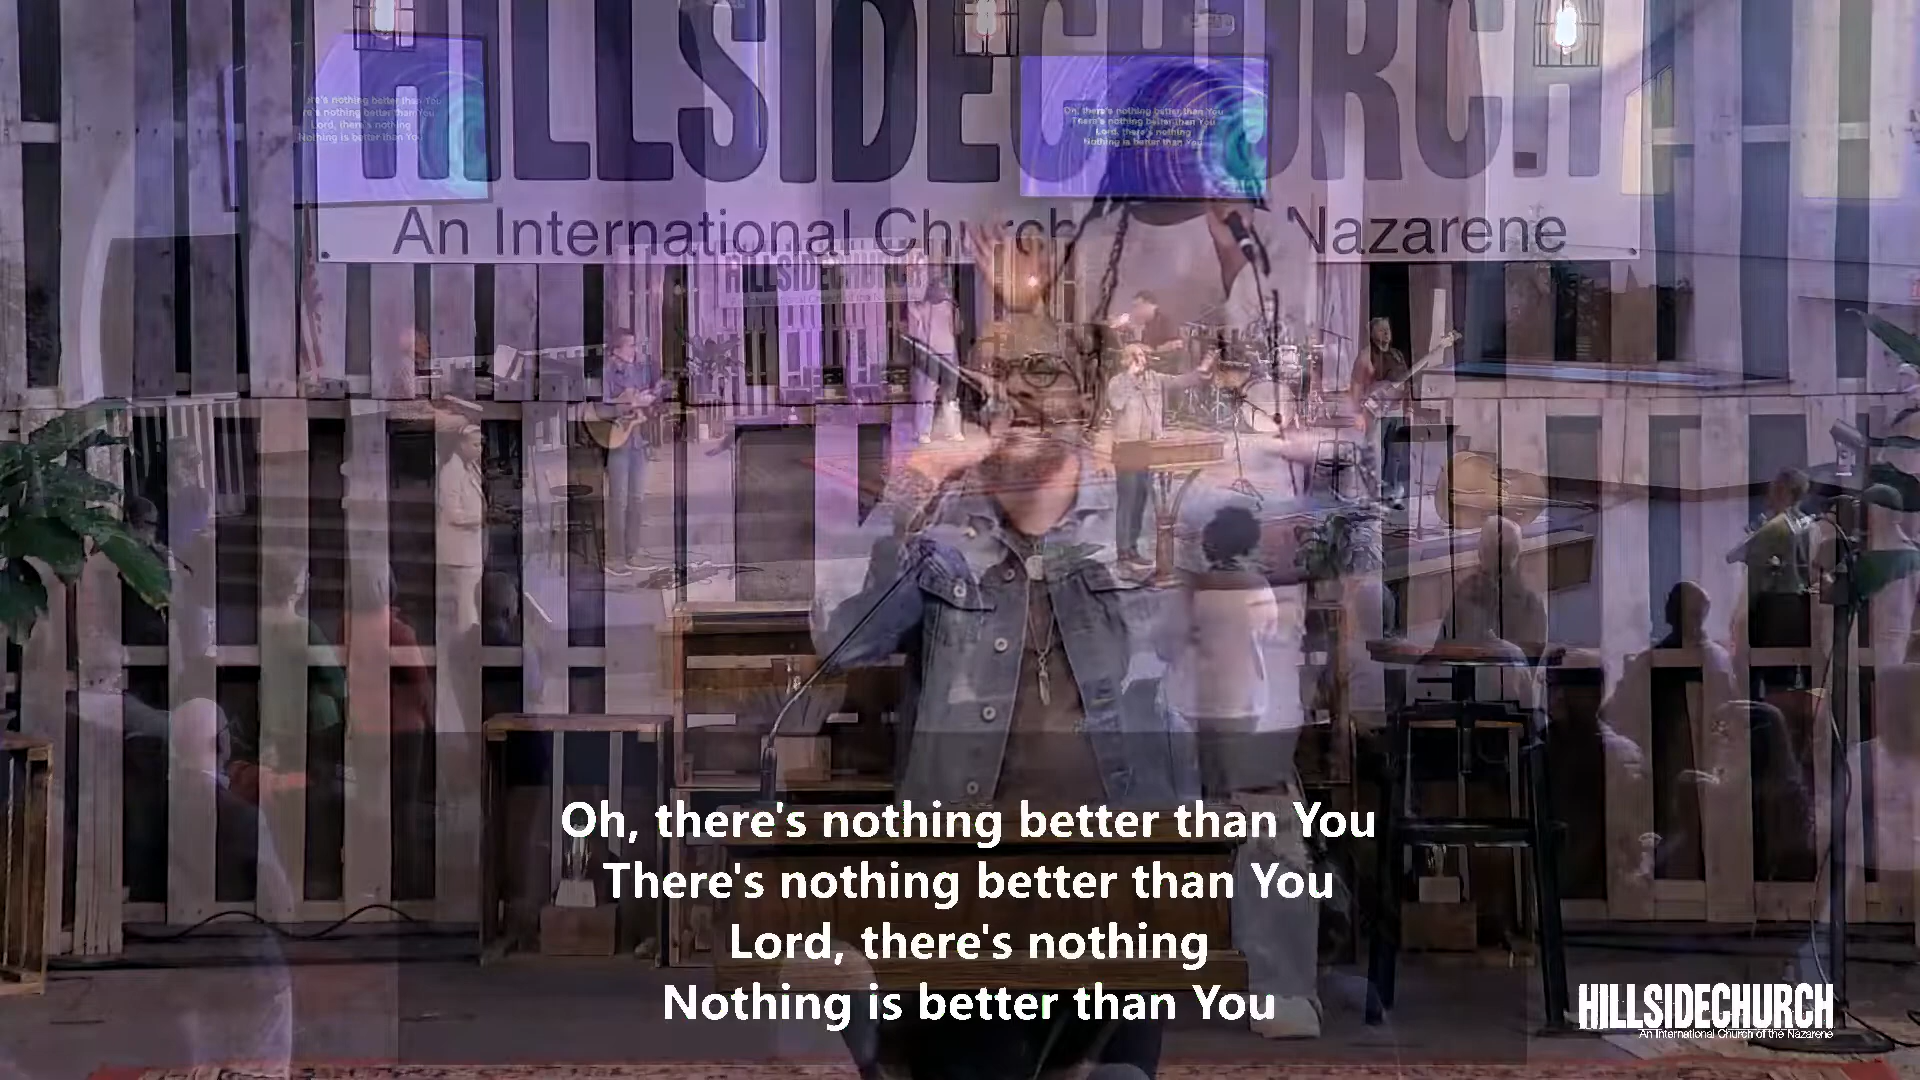 HILLSIDECHURCH
An International Church Nazarene
re's nothing better than You
re's nothing better than You
Lord, there's nothing
Nothing is better than You
Oh, there's nothing better than You
There's nothing better than You
Lord, there's nothing
Nothing is better than You
HILLSIDECHURCH
Oh, there's nothing better than You
There's nothing better than You
Lord, there's nothing
Nothing is better than You
HILLSIDECHURCH
An International Church of the Nazarene